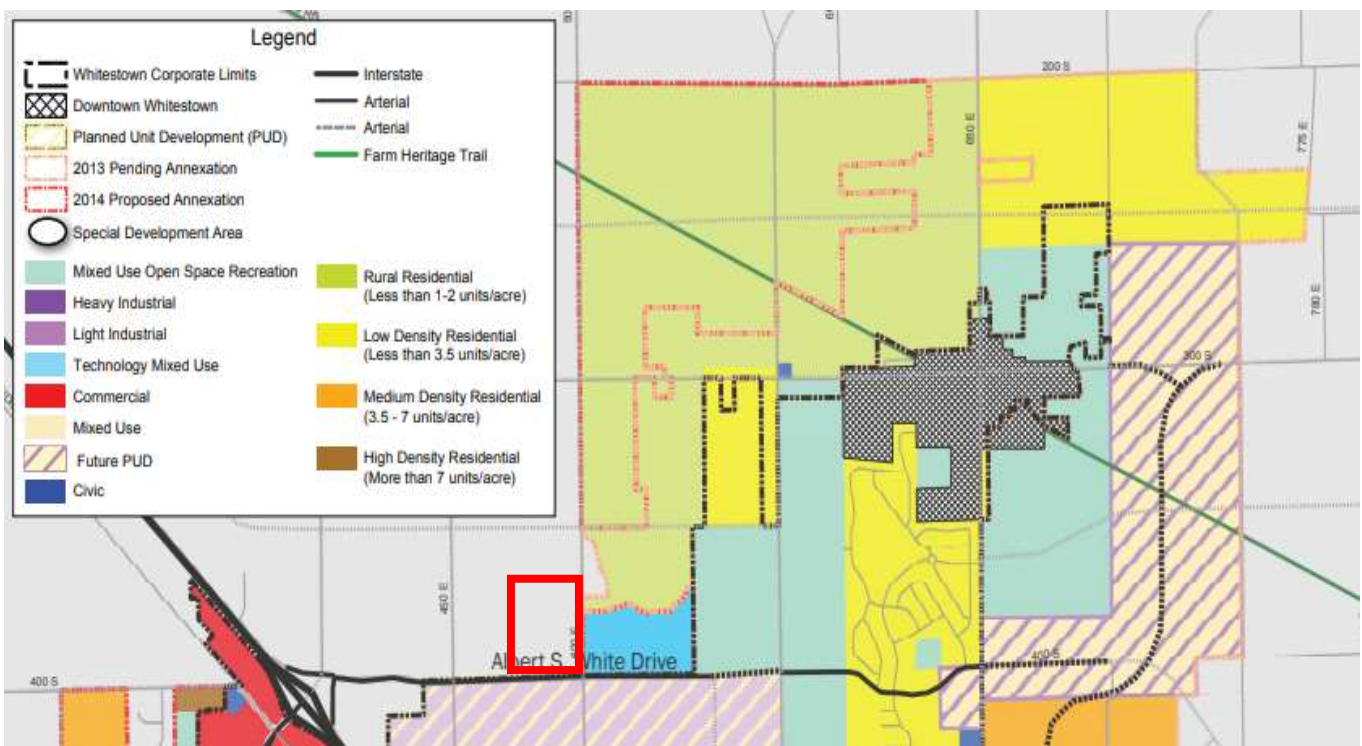 Legend
Whitestown Corporate Limits
Downtown Whitestown
Planned Unit Development (PUD)
2013 Pending Annexation
2014 Proposed Annexation
Special Development Area
Interstate
Arterial
Arterial
Farm Heritage Trail
Mixed Use Open Space Recreation
Heavy Industrial
Light Industrial
Technology Mixed Use
Commercial
Mixed Use
Future PUD
Civic
Rural Residential
(Less than 1-2 units/acre)
Low Density Residential
(Less than 3.5 units/acre)
Medium Density Residential
(3.5 - 7 units/acre)
High Density Residential
(More than 7 units/acre)
200 S
650 E
775 E
780 E
300 S
450 E
Albert S. White Drive
400 S
400 S